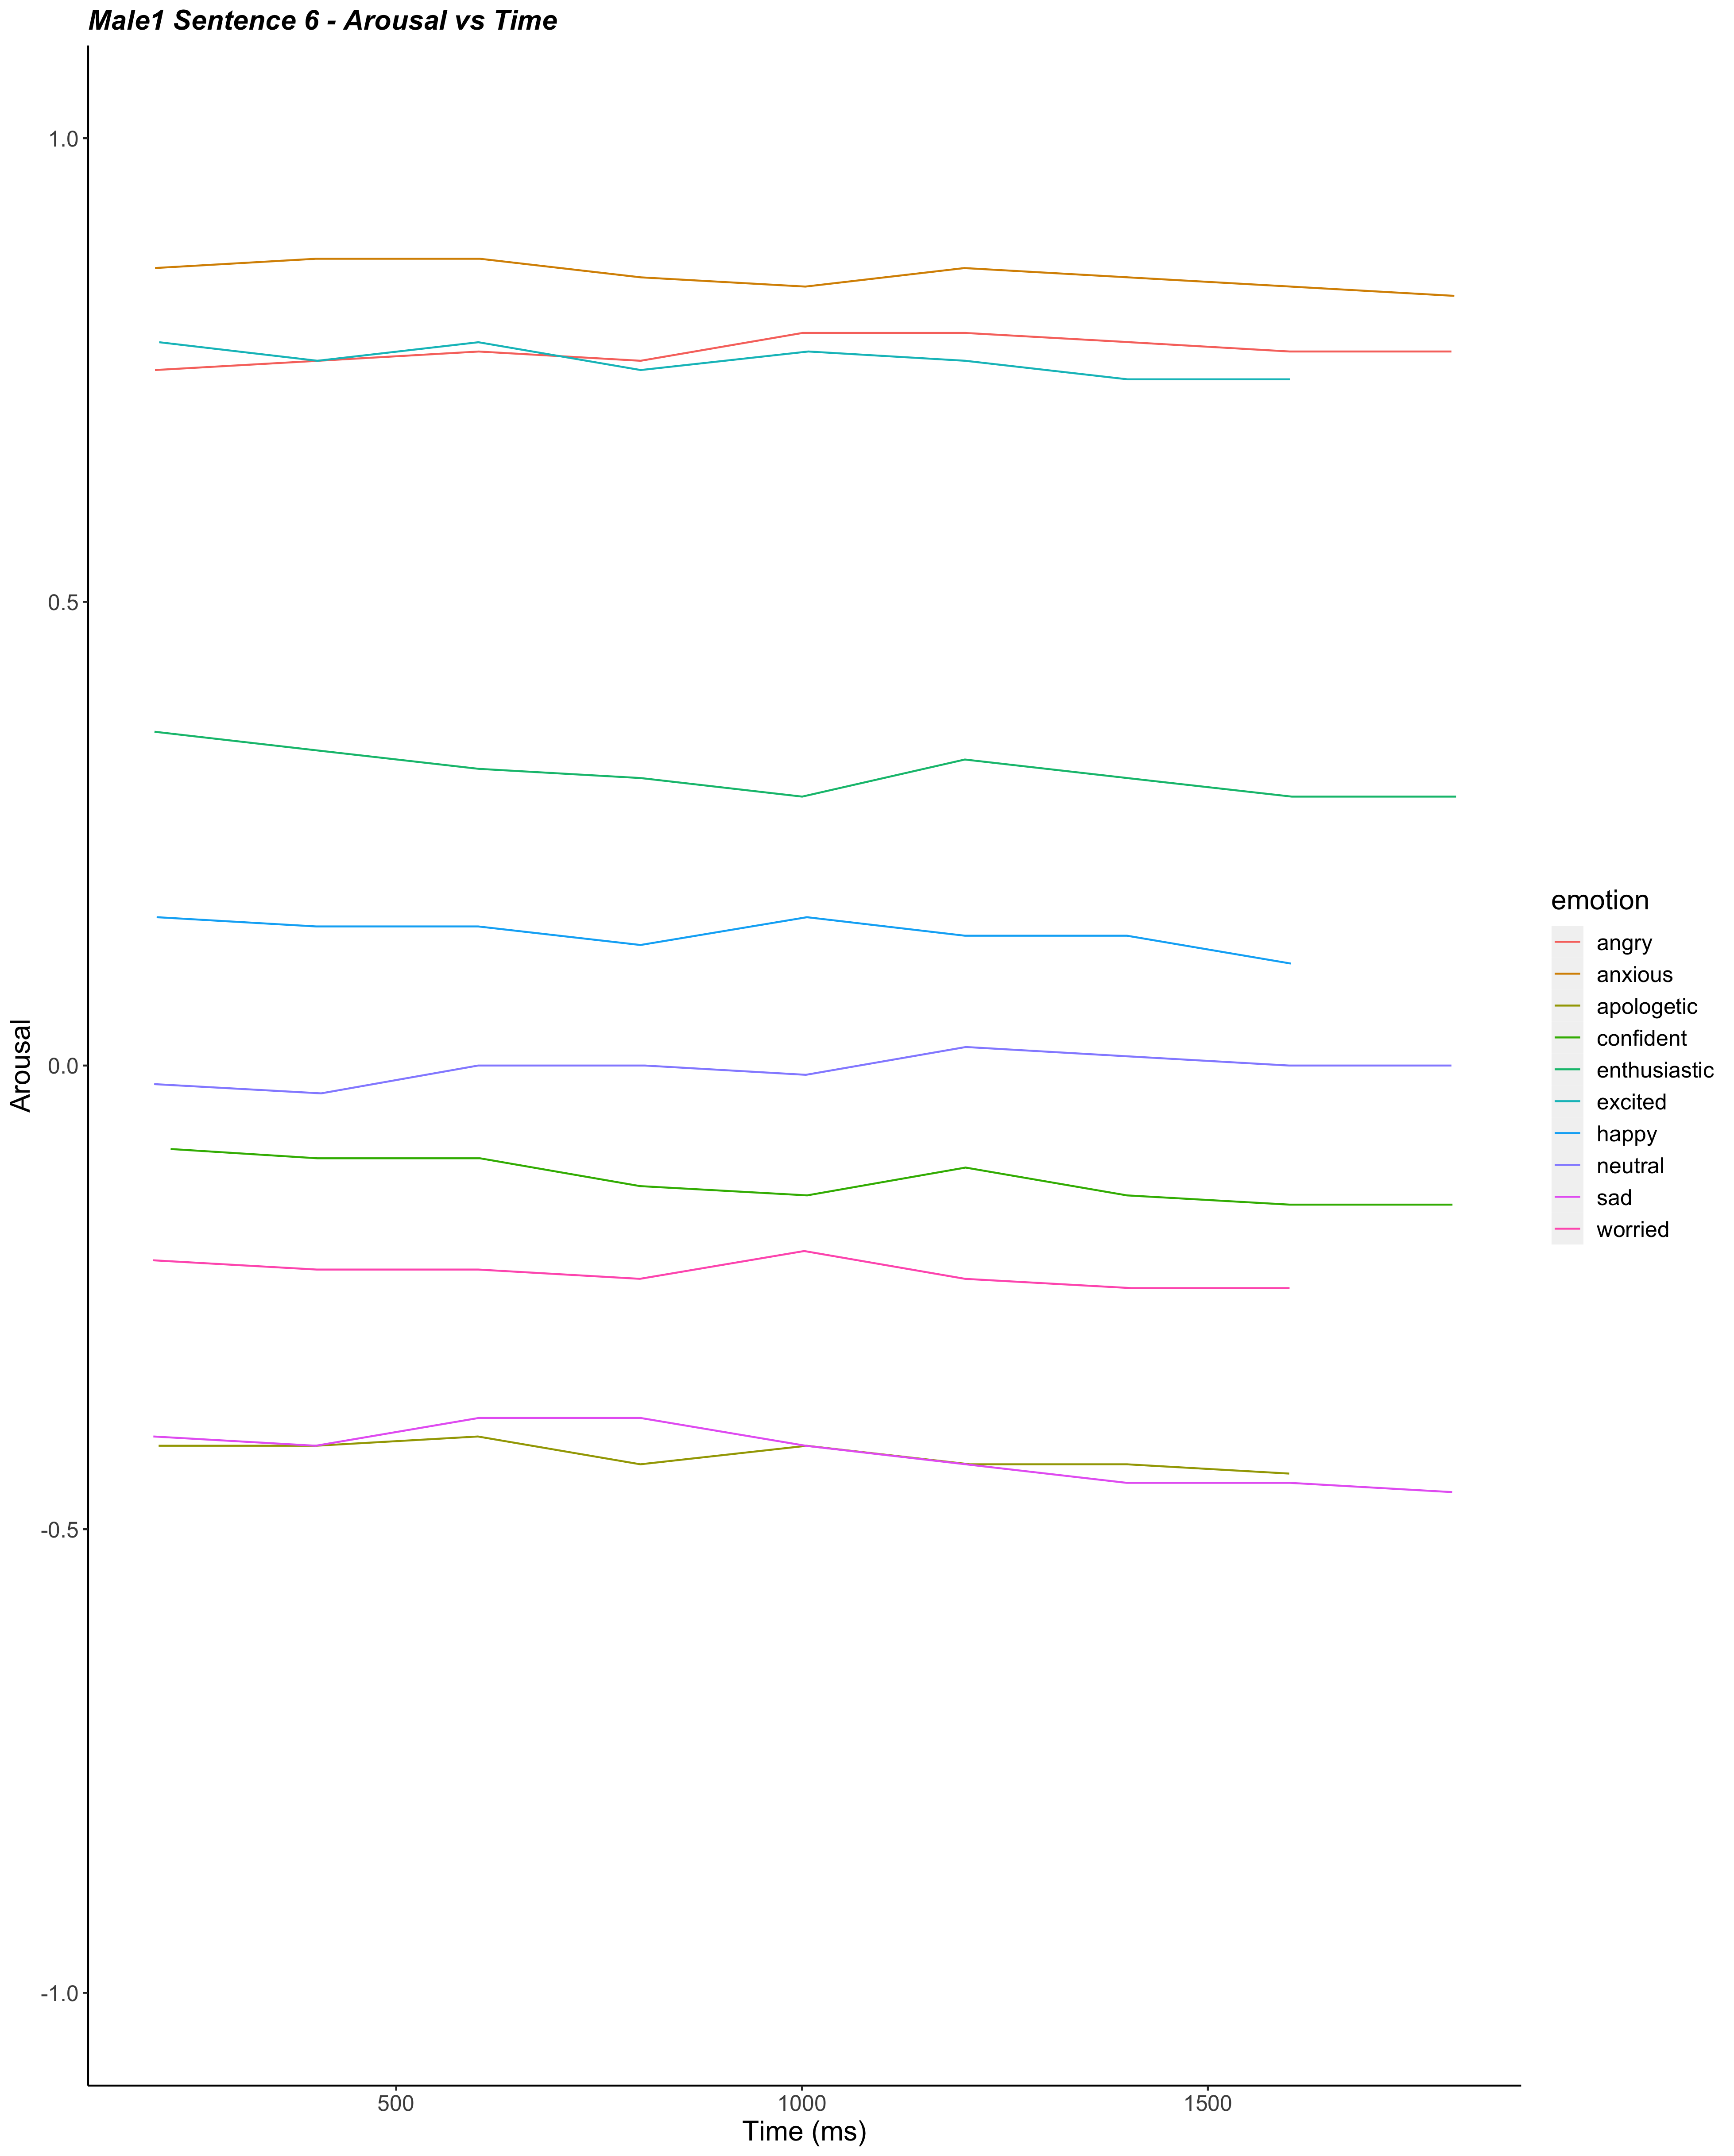 Male1 Sentence 6 - Arousal vs Time
1.0
0.5
0.0
-0.5
-1.0
Arousal
500 1000 1500
Time (ms)
emotion
angry
anxious
apologetic
confident
enthusiastic
excited
happy
neutral
sad
worried